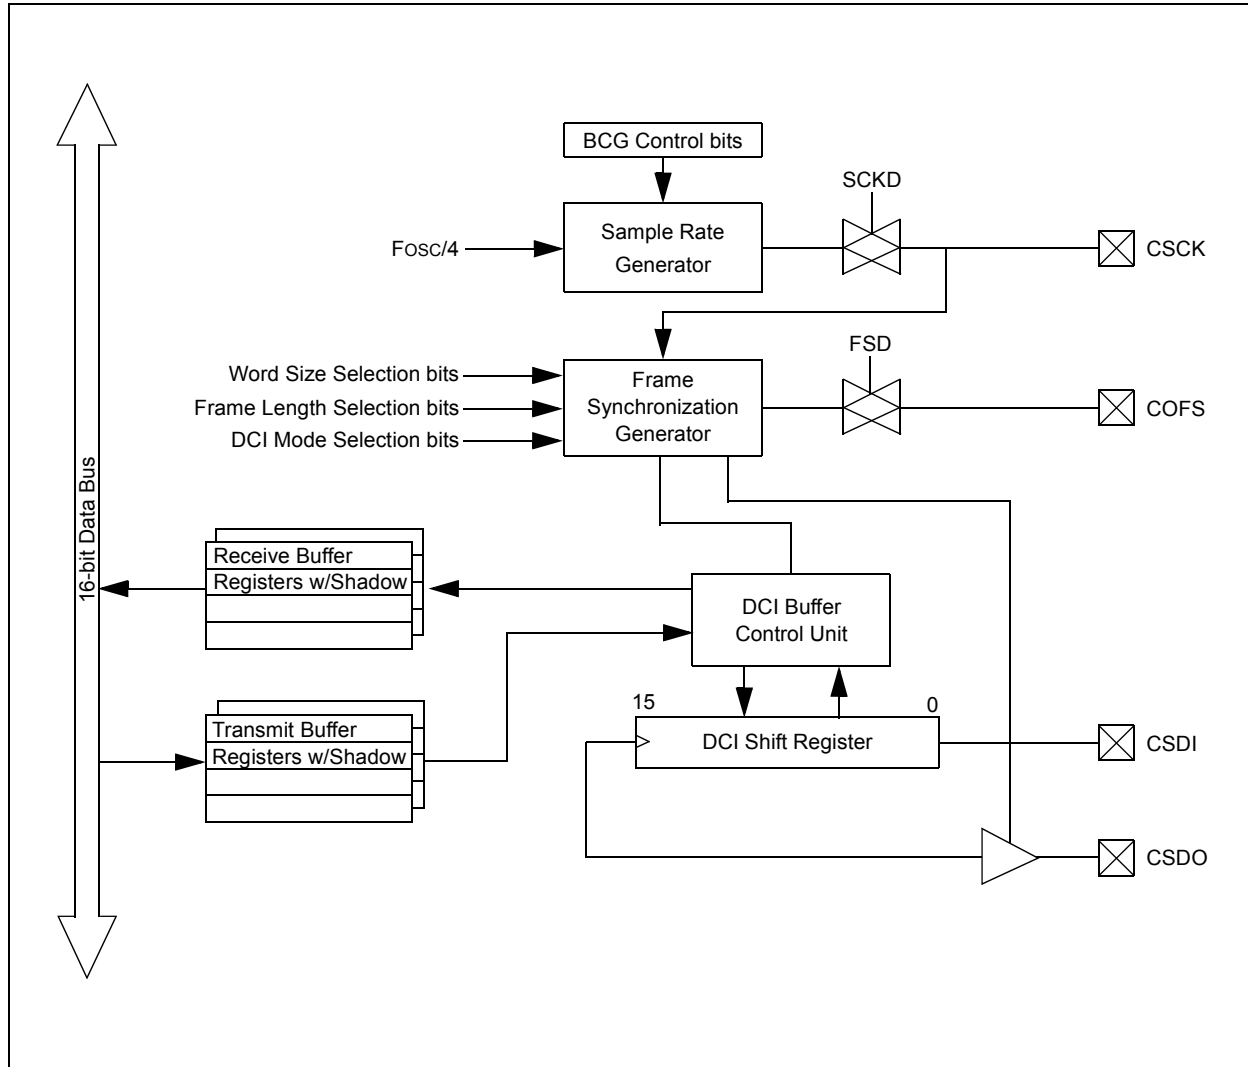 BCG Control bits
SCKD
Sample Rate
Generator
FOSC/4
CSCK
FSD
Word Size Selection bits
Frame Length Selection bits
DCI Mode Selection bits
Frame
Synchronization
Generator
COFS
16-bit Data Bus
Receive Buffer
Registers w/Shadow
DCI Buffer
Control Unit
Transmit Buffer
Registers w/Shadow
15
0
DCI Shift Register
CSDI
CSDO